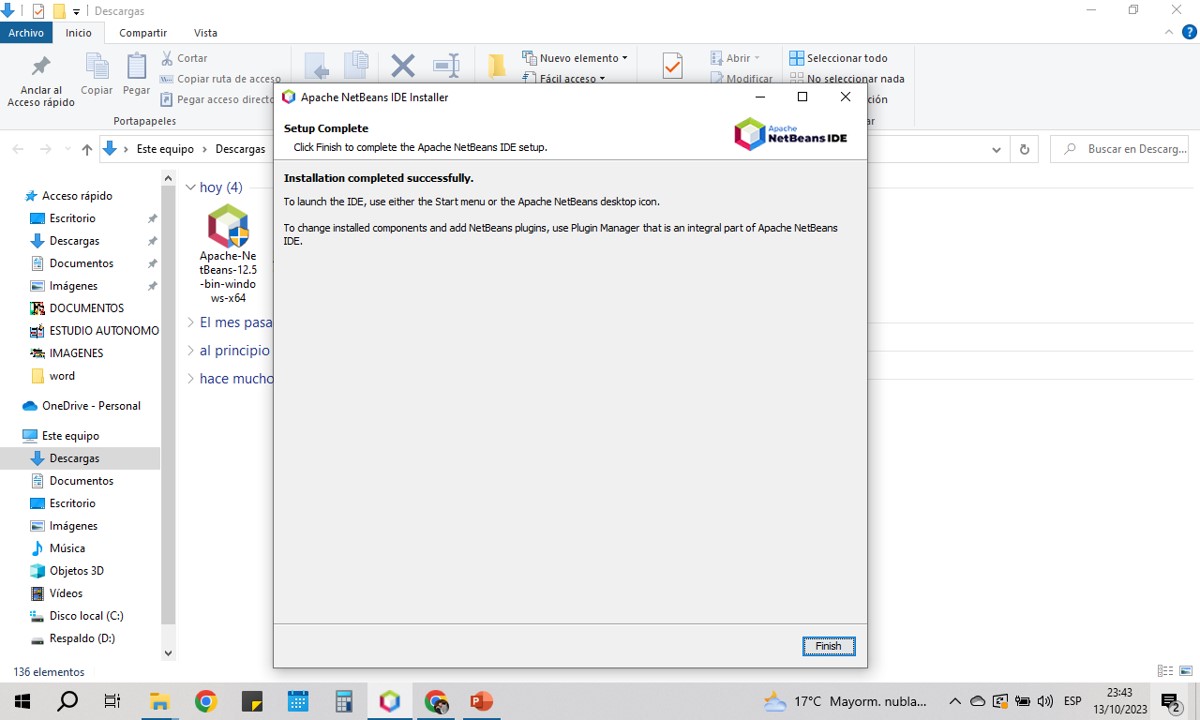 Descargas
Archivo
Inicio
Compartir
Vista
Anclar al
Acceso rápido
Copiar
Pegar
Cortar
Copiar ruta de acceso
Pegar acceso directo
Portapapeles
Nuevo elemento
Fácil acceso
Abrir
Modificar
Seleccionar todo
No seleccionar nada
Este equipo
Descargas
Buscar en Descarg...
Acceso rápido
Escritorio
Descargas
Documentos
Imágenes
DOCUMENTOS
ESTUDIO AUTONOMO
IMAGENES
word
OneDrive - Personal
Este equipo
Descargas
Documentos
Escritorio
Imágenes
Música
Objetos 3D
Vídeos
Disco local (C:)
Respaldo (D:)
136 elementos
hoy (4)
Apache-Ne
tBeans-12.5
-bin-windo
ws-x64
El mes pasa
al principio
hace mucho
Apache NetBeans IDE Installer
Setup Complete
Click Finish to complete the Apache NetBeans IDE setup.
Apache
NetBeans IDE
Installation completed successfully.
To launch the IDE, use either the Start menu or the Apache NetBeans desktop icon.
To change installed components and add NetBeans plugins, use Plugin Manager that is an integral part of Apache NetBeans
IDE.
Finish
17°C Mayorm. nubla...
ESP
23:43
13/10/2023
2